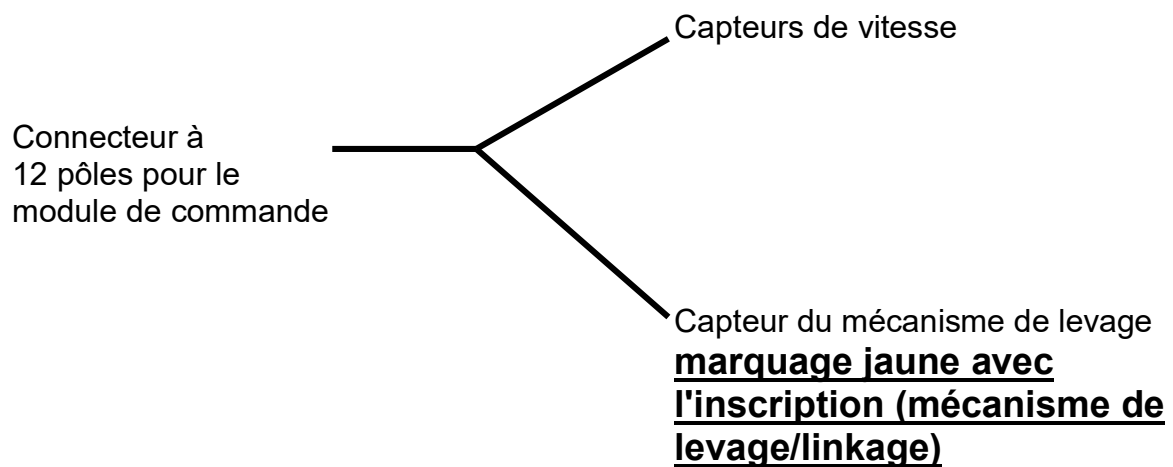 Capteurs de vitesse
Connecteur à
12 pôles pour le
module de commande
Capteur du mécanisme de levage
marquage jaune avec
l'inscription (mécanisme de
levage/linkage)